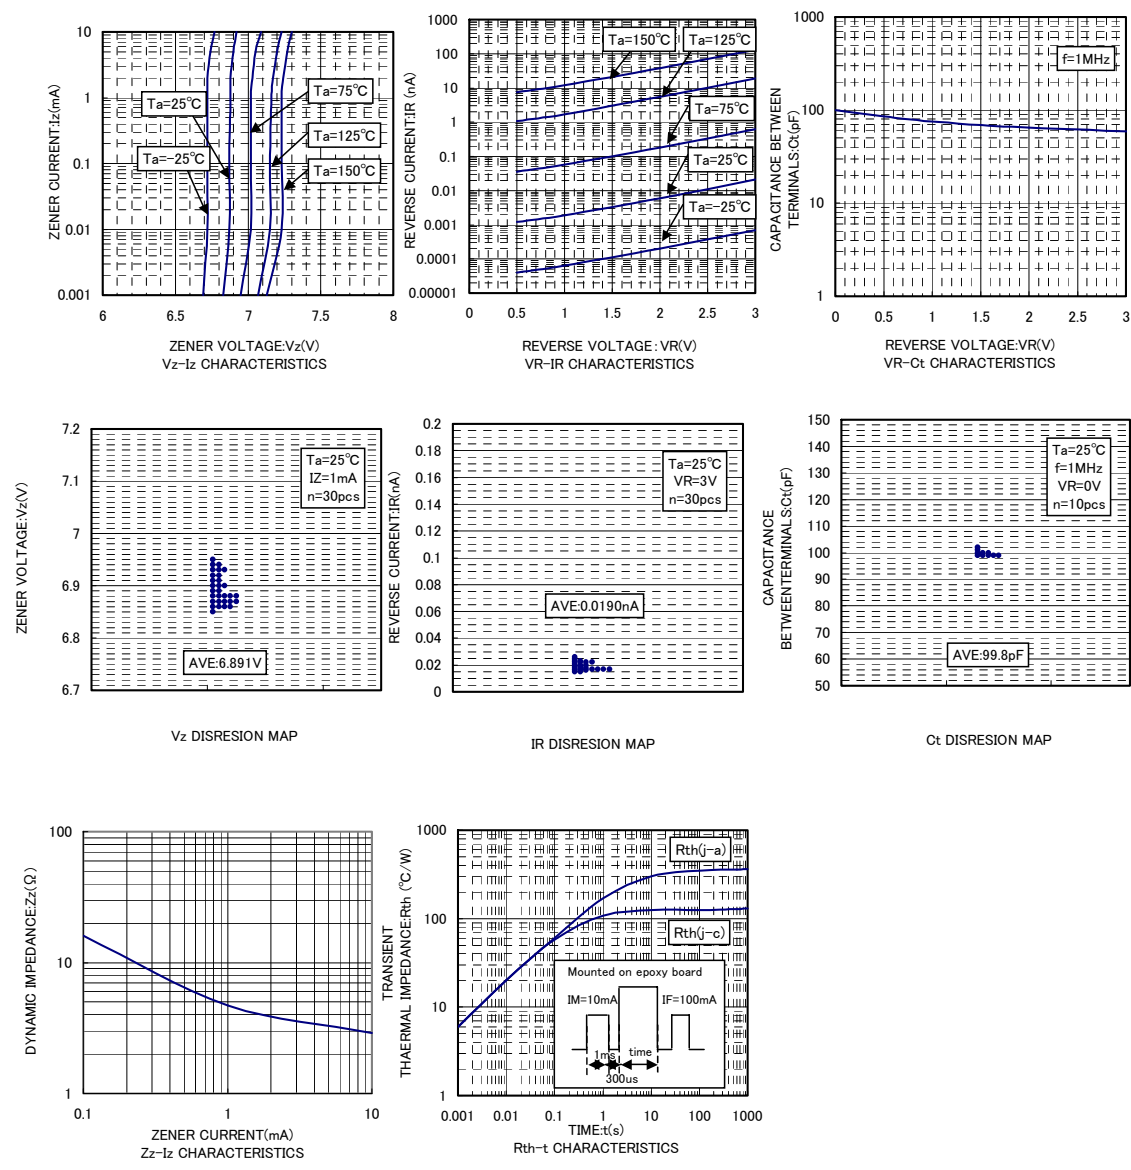 10
1
0.1
0.01
0.001
6
6.5
7
7.5
8
ZENER CURRENT:Iz(mA)
Ta=25℃
Ta=-25℃
Ta=75℃
Ta=125℃
Ta=150℃
ZENER VOLTAGE:Vz(V)
Vz-Iz CHARACTERISTICS
1000
100
10
1
0.1
0.01
0.001
0.0001
0.00001
0
0.5
1
1.5
2
2.5
3
REVERSE CURRENT:IR (nA)
Ta=150℃
Ta=125℃
Ta=75℃
Ta=25℃
Ta=-25℃
REVERSE VOLTAGE:VR(V)
VR-IR CHARACTERISTICS
1000
100
10
1
0
0.5
1
1.5
2
2.5
3
CAPACITANCE BETWEEN
TERMINALS:Ct(pF)
f=1MHz
REVERSE VOLTAGE:VR(V)
VR-Ct CHARACTERISTICS
7.2
7.1
7
6.9
6.8
6.7
ZENER VOLTAGE:Vz(V)
Ta=25℃
IZ=1mA
n=30pcs
AVE:6.891V
Vz DISRESION MAP
0.2
0.18
0.16
0.14
0.12
0.1
0.08
0.06
0.04
0.02
0
REVERSE CURRENT:IR(nA)
Ta=25℃
VR=3V
n=30pcs
AVE:0.0190nA
IR DISRESION MAP
150
140
130
120
110
100
90
80
70
60
50
CAPACITANCE
BETWEENTERMINALS:Ct(pF)
Ta=25℃
f=1MHz
VR=0V
n=10pcs
AVE:99.8pF
Ct DISRESION MAP
100
10
1
0.1
1
10
DYNAMIC IMPEDANCE:Zz(Ω)
ZENER CURRENT(mA)
Zz-Iz CHARACTERISTICS
1000
100
10
1
0.001
0.01
0.1
1
10
100
1000
TRANSIENT
THAERMAL IMPEDANCE:Rth (℃/W)
Rth(j-a)
Rth(j-c)
Mounted on epoxy board
IM=10mA
IF=100mA
1ms
time
300us
TIME:t(s)
Rth-t CHARACTERISTICS